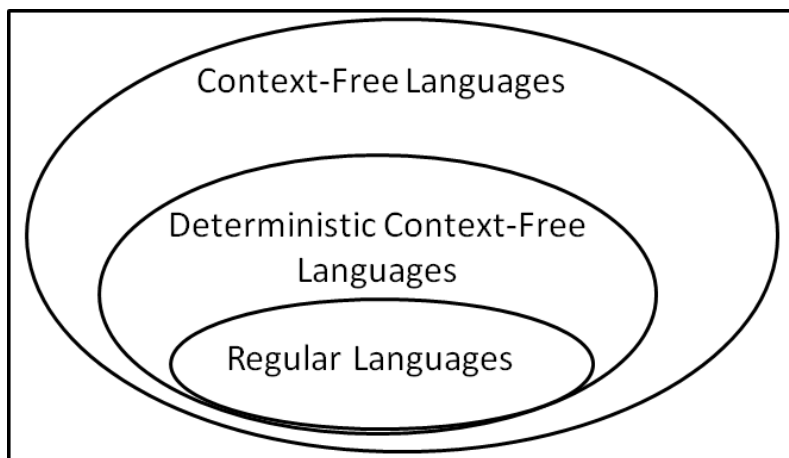 Context-Free Languages
Deterministic Context-Free
Languages
Regular Languages